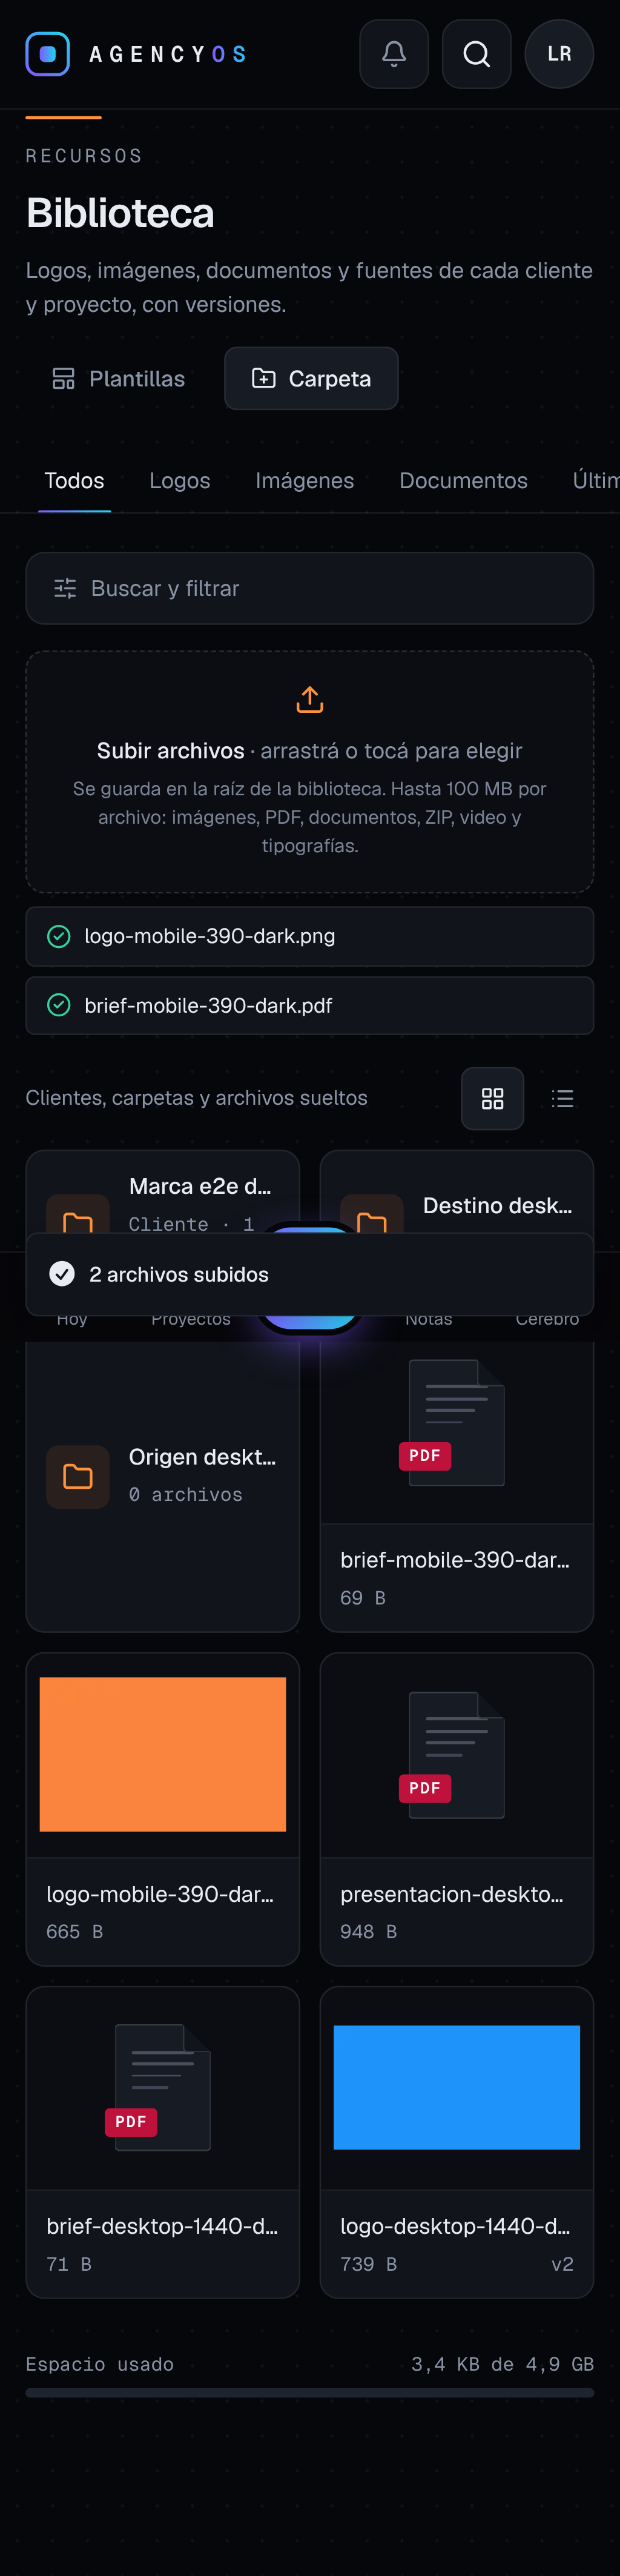 AGENCYOS
LR
RECURSOS
Biblioteca
Logos, imágenes, documentos y fuentes de cada cliente
y proyecto, con versiones.
Plantillas
Carpeta
Todos
Logos
Imágenes
Documentos
Últim
Buscar y filtrar
Subir archivos · arrastrá o tocá para elegir
Se guarda en la raíz de la biblioteca. Hasta 100 MB por
archivo: imágenes, PDF, documentos, ZIP, video y
tipografías.
logo-mobile-390-dark.png
brief-mobile-390-dark.pdf
Clientes, carpetas y archivos sueltos
Marca e2e d...
Cliente · 1
Destino desk...
2 archivos subidos
Hoy
Proyectos
Notas
Cerebro
Origen deskt...
0 archivos
PDF
brief-mobile-390-dar...
69 B
logo-mobile-390-dar...
665 B
PDF
presentacion-deskto...
948 B
PDF
brief-desktop-1440-d...
71 B
logo-desktop-1440-d...
739 B
v2
Espacio usado
3,4 KB de 4,9 GB